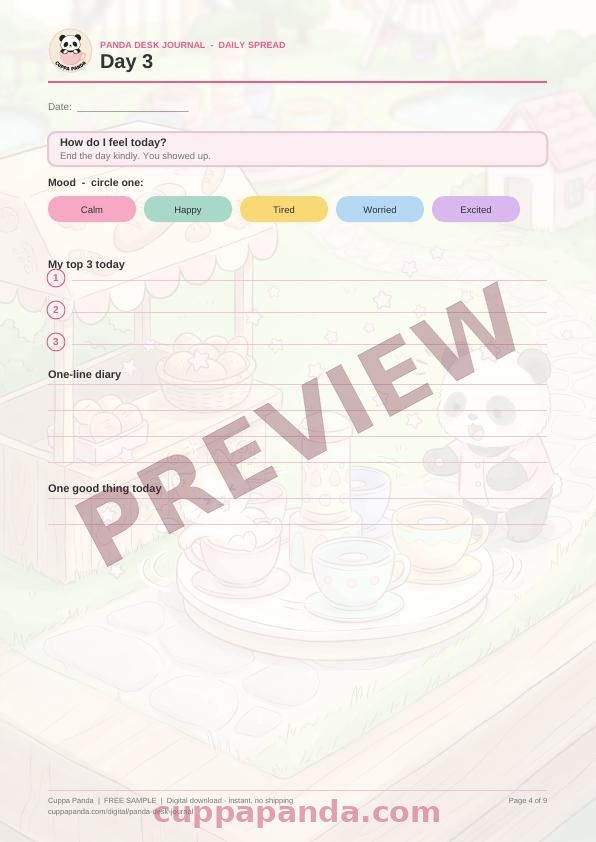 CUPPA PANDA
PANDA DESK JOURNAL - DAILY SPREAD
Day 3
Date: ____________________
How do I feel today?
End the day kindly. You showed up.
Mood - circle one:
Calm Happy Tired Worried Excited
My top 3 today
1
2
3
One-line diary
One good thing today
PREVIEW
Cuppa Panda | FREE SAMPLE | Digital download - instant, no shipping Page 4 of 9
cuppapanda.com/digital/panda-desk-journal
cuppapanda.com